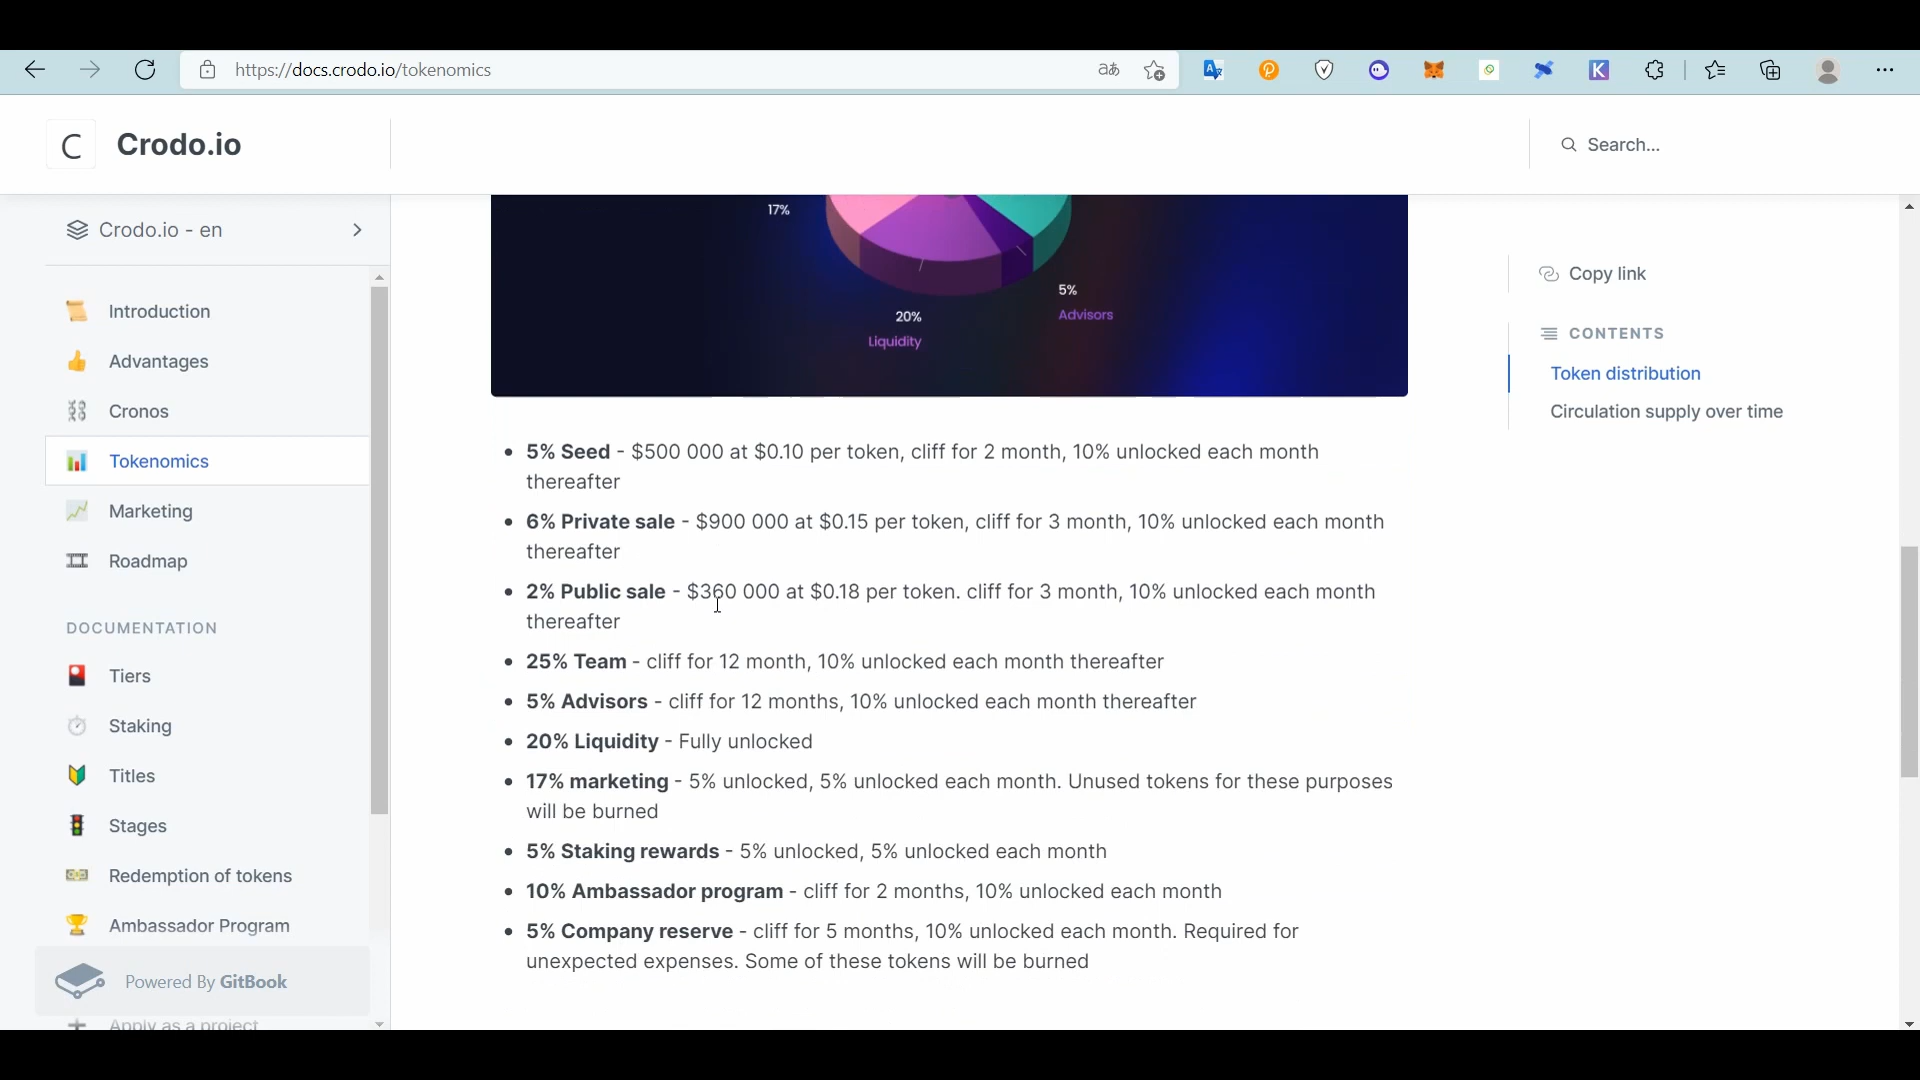 https://docs.crodo.io/tokenomics
aあ
K
C
Crodo.io
Search...
Crodo.io - en
Introduction
Advantages
Cronos
Tokenomics
Marketing
Roadmap
DOCUMENTATION
Tiers
Staking
Titles
Stages
Redemption of tokens
Ambassador Program
Powered By GitBook
Apply as a project
17%
5%
Advisors
20%
Liquidity
• 5% Seed - $500 000 at $0.10 per token, cliff for 2 month, 10% unlocked each month
thereafter
• 6% Private sale - $900 000 at $0.15 per token, cliff for 3 month, 10% unlocked each month
thereafter
• 2% Public sale - $360 000 at $0.18 per token. cliff for 3 month, 10% unlocked each month
thereafter
• 25% Team - cliff for 12 month, 10% unlocked each month thereafter
• 5% Advisors - cliff for 12 months, 10% unlocked each month thereafter
• 20% Liquidity - Fully unlocked
• 17% marketing - 5% unlocked, 5% unlocked each month. Unused tokens for these purposes
will be burned
• 5% Staking rewards - 5% unlocked, 5% unlocked each month
• 10% Ambassador program - cliff for 2 months, 10% unlocked each month
• 5% Company reserve - cliff for 5 months, 10% unlocked each month. Required for
unexpected expenses. Some of these tokens will be burned
Copy link
CONTENTS
Token distribution
Circulation supply over time